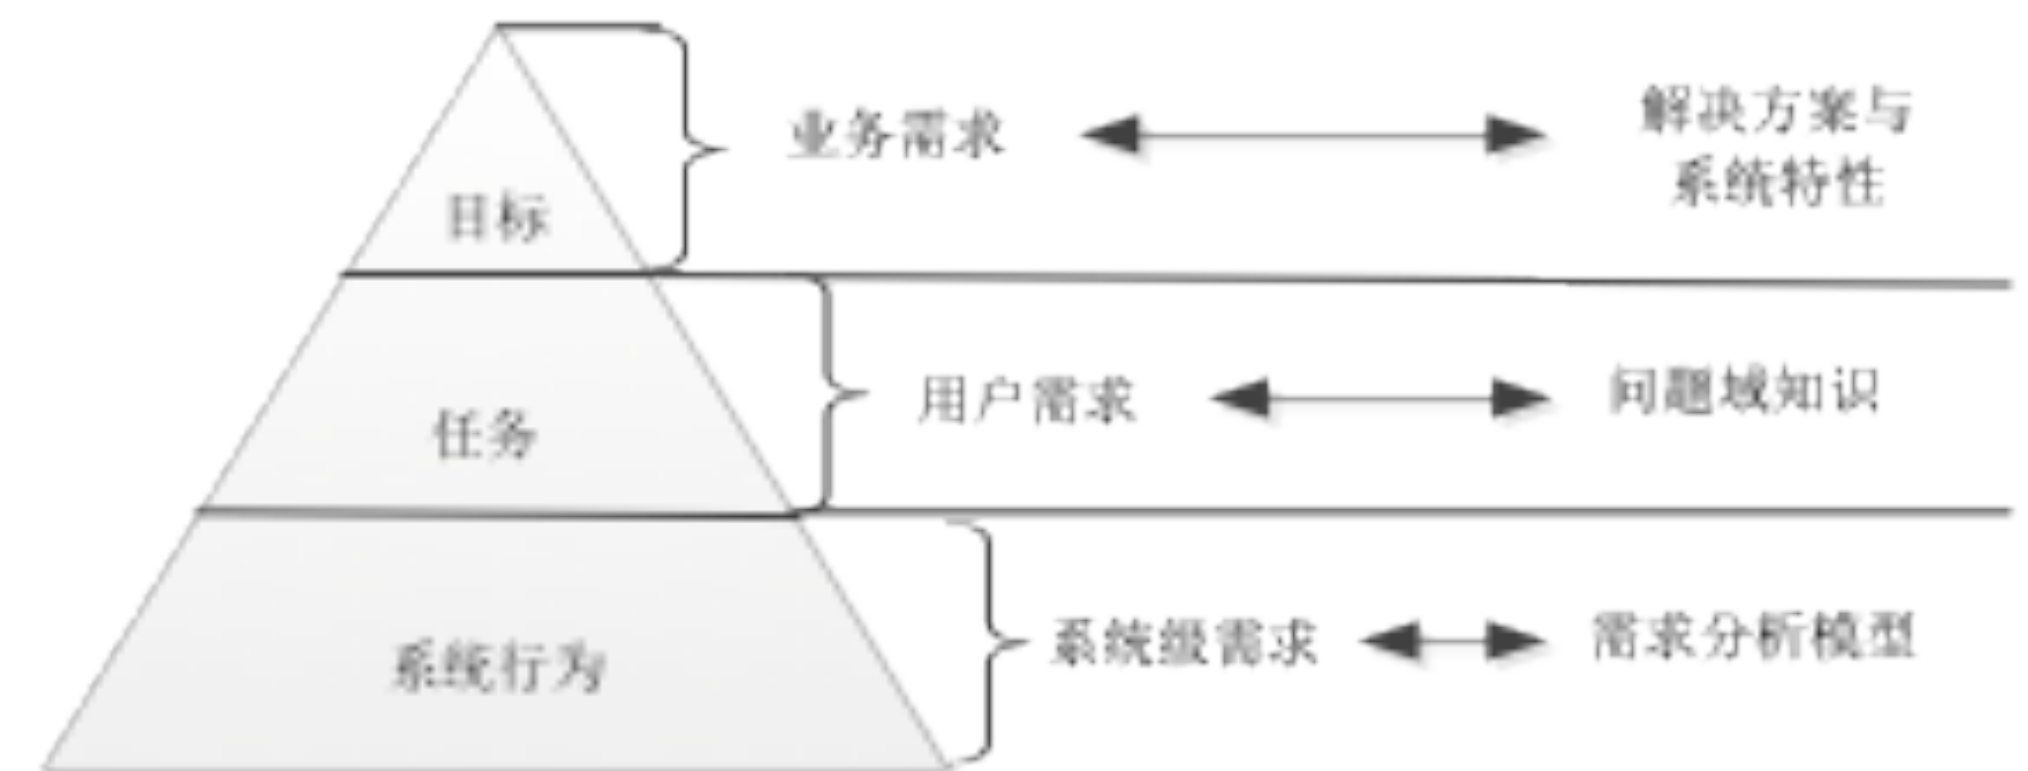 业务需求
解决方案与
系统特性
目标
用户需求
问题域知识
任务
系统级需求
需求分析模型
系统行为